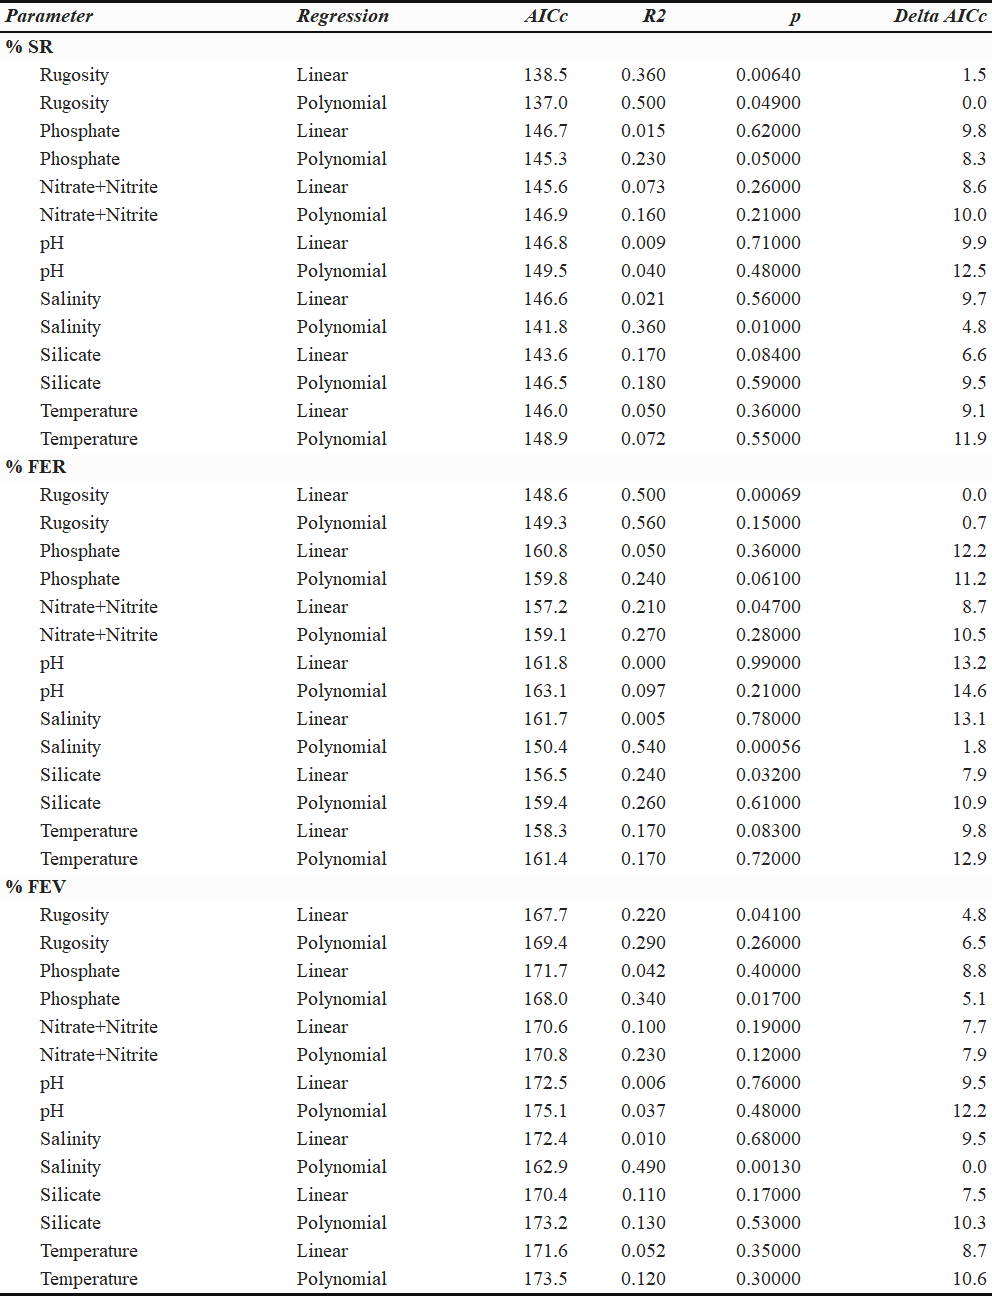 Parameter Regression AICc R2 p Delta AICc
% SR
Rugosity Linear 138.5 0.360 0.00640 1.5
Rugosity Polynomial 137.0 0.500 0.04900 0.0
Phosphate Linear 146.7 0.015 0.62000 9.8
Phosphate Polynomial 145.3 0.230 0.05000 8.3
Nitrate+Nitrite Linear 145.6 0.073 0.26000 8.6
Nitrate+Nitrite Polynomial 146.9 0.160 0.21000 10.0
pH Linear 146.8 0.009 0.71000 9.9
pH Polynomial 149.5 0.040 0.48000 12.5
Salinity Linear 146.6 0.021 0.56000 9.7
Salinity Polynomial 141.8 0.360 0.01000 4.8
Silicate Linear 143.6 0.170 0.08400 6.6
Silicate Polynomial 146.5 0.180 0.59000 9.5
Temperature Linear 146.0 0.050 0.36000 9.1
Temperature Polynomial 148.9 0.072 0.55000 11.9
% FER
Rugosity Linear 148.6 0.500 0.00069 0.0
Rugosity Polynomial 149.3 0.560 0.15000 0.7
Phosphate Linear 160.8 0.050 0.36000 12.2
Phosphate Polynomial 159.8 0.240 0.06100 11.2
Nitrate+Nitrite Linear 157.2 0.210 0.04700 8.7
Nitrate+Nitrite Polynomial 159.1 0.270 0.28000 10.5
pH Linear 161.8 0.000 0.99000 13.2
pH Polynomial 163.1 0.097 0.21000 14.6
Salinity Linear 161.7 0.005 0.78000 13.1
Salinity Polynomial 150.4 0.540 0.00056 1.8
Silicate Linear 156.5 0.240 0.03200 7.9
Silicate Polynomial 159.4 0.260 0.61000 10.9
Temperature Linear 158.3 0.170 0.08300 9.8
Temperature Polynomial 161.4 0.170 0.72000 12.9
% FEV
Rugosity Linear 167.7 0.220 0.04100 4.8
Rugosity Polynomial 169.4 0.290 0.26000 6.5
Phosphate Linear 171.7 0.042 0.40000 8.8
Phosphate Polynomial 168.0 0.340 0.01700 5.1
Nitrate+Nitrite Linear 170.6 0.100 0.19000 7.7
Nitrate+Nitrite Polynomial 170.8 0.230 0.12000 7.9
pH Linear 172.5 0.006 0.76000 9.5
pH Polynomial 175.1 0.037 0.48000 12.2
Salinity Linear 172.4 0.010 0.68000 9.5
Salinity Polynomial 162.9 0.490 0.00130 0.0
Silicate Linear 170.4 0.110 0.17000 7.5
Silicate Polynomial 173.2 0.130 0.53000 10.3
Temperature Linear 171.6 0.052 0.35000 8.7
Temperature Polynomial 173.5 0.120 0.30000 10.6